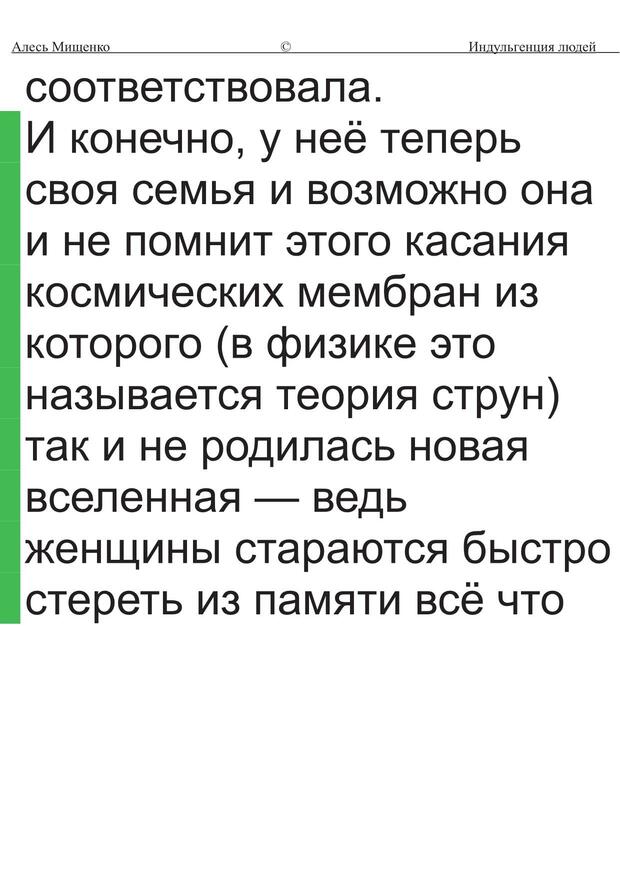 Алесь Мищенко © Индульгенция людей
соответствовала.
И конечно, у неё теперь
своя семья и возможно она
и не помнит этого касания
космических мембран из
которого (в физике это
называется теория струн)
так и не родилась новая
вселенная — ведь
женщины стараются быстро
стереть из памяти всё что